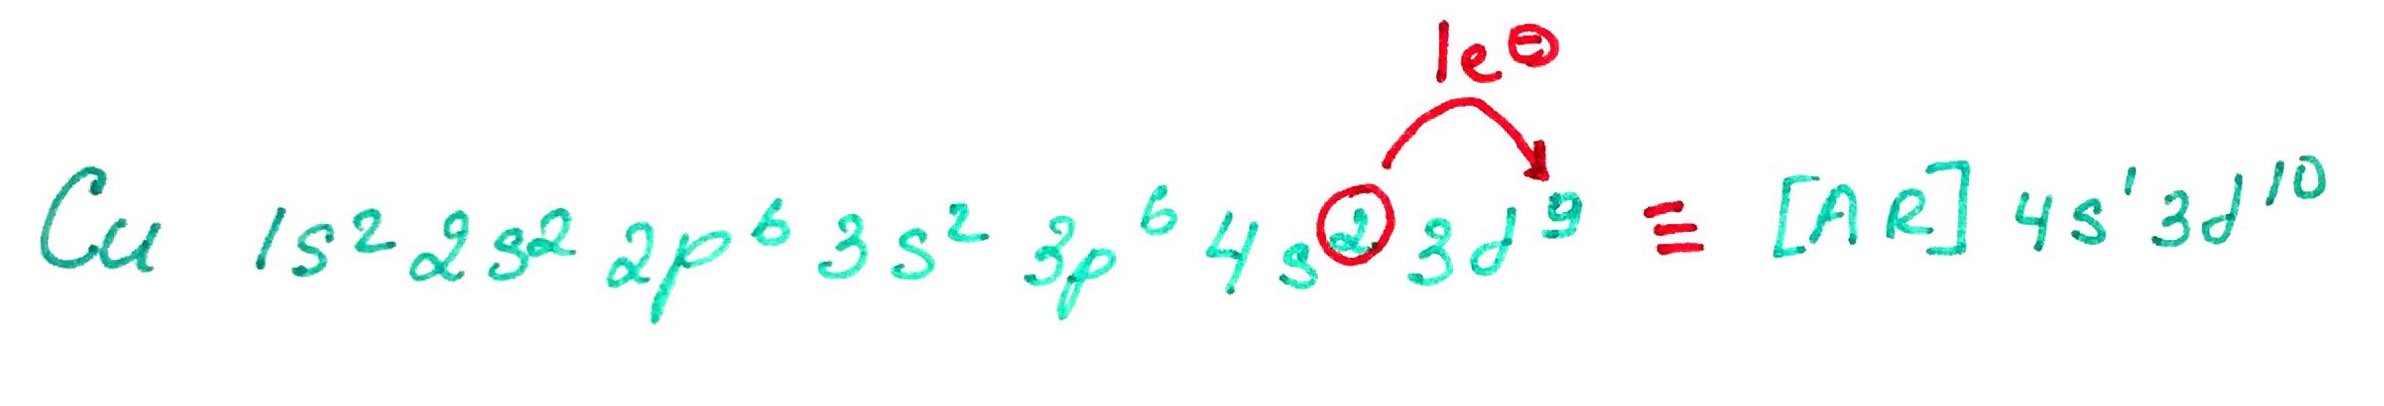 1e⊖
Cu 1s² 2s² 2p⁶ 3s² 3p⁶ 4s² 3d⁹ ≡ [AR] 4s¹ 3d¹⁰